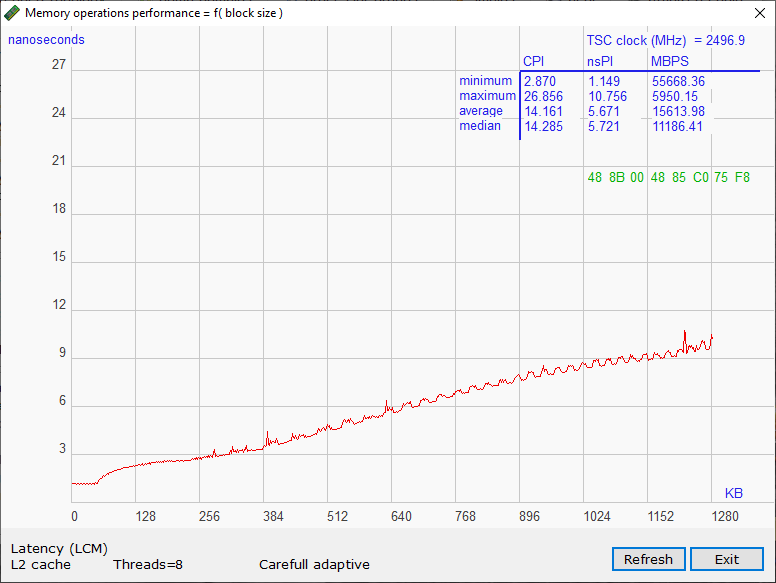 Memory operations performance = f( block size )
nanoseconds
TSC clock (MHz) = 2496.9
CPI nsPI MBPS
minimum 2.870 1.149 55668.36
maximum 26.856 10.756 5950.15
average 14.161 5.671 15613.98
median 14.285 5.721 11186.41
48 8B 00 48 85 C0 75 F8
27
24
21
18
15
12
9
6
3
KB
0 128 256 384 512 640 768 896 1024 1152 1280
Latency (LCM)
L2 cache Threads=8 Carefull adaptive
Refresh Exit